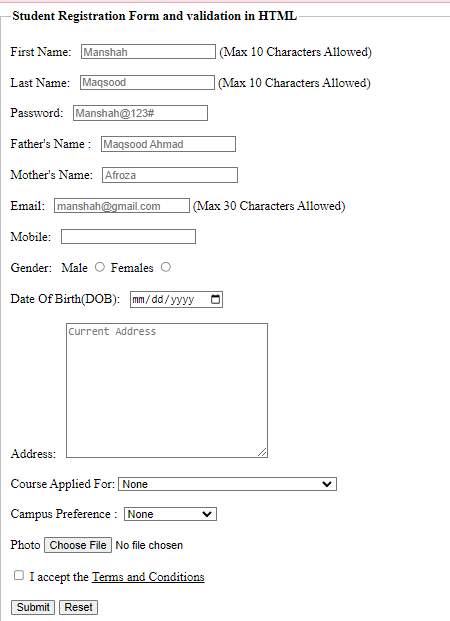 Student Registration Form and validation in HTML
First Name: Manshah (Max 10 Characters Allowed)
Last Name: Maqsood (Max 10 Characters Allowed)
Password: Manshah@123#
Father's Name : Maqsood Ahmad
Mother's Name: Afroza
Email: manshah@gmail.com (Max 30 Characters Allowed)
Mobile:
Gender: Male Females
Date Of Birth(DOB): mm/dd/yyyy
Current Address
Address:
Course Applied For: None
Campus Preference : None
Photo Choose File No file chosen
I accept the Terms and Conditions
Submit Reset